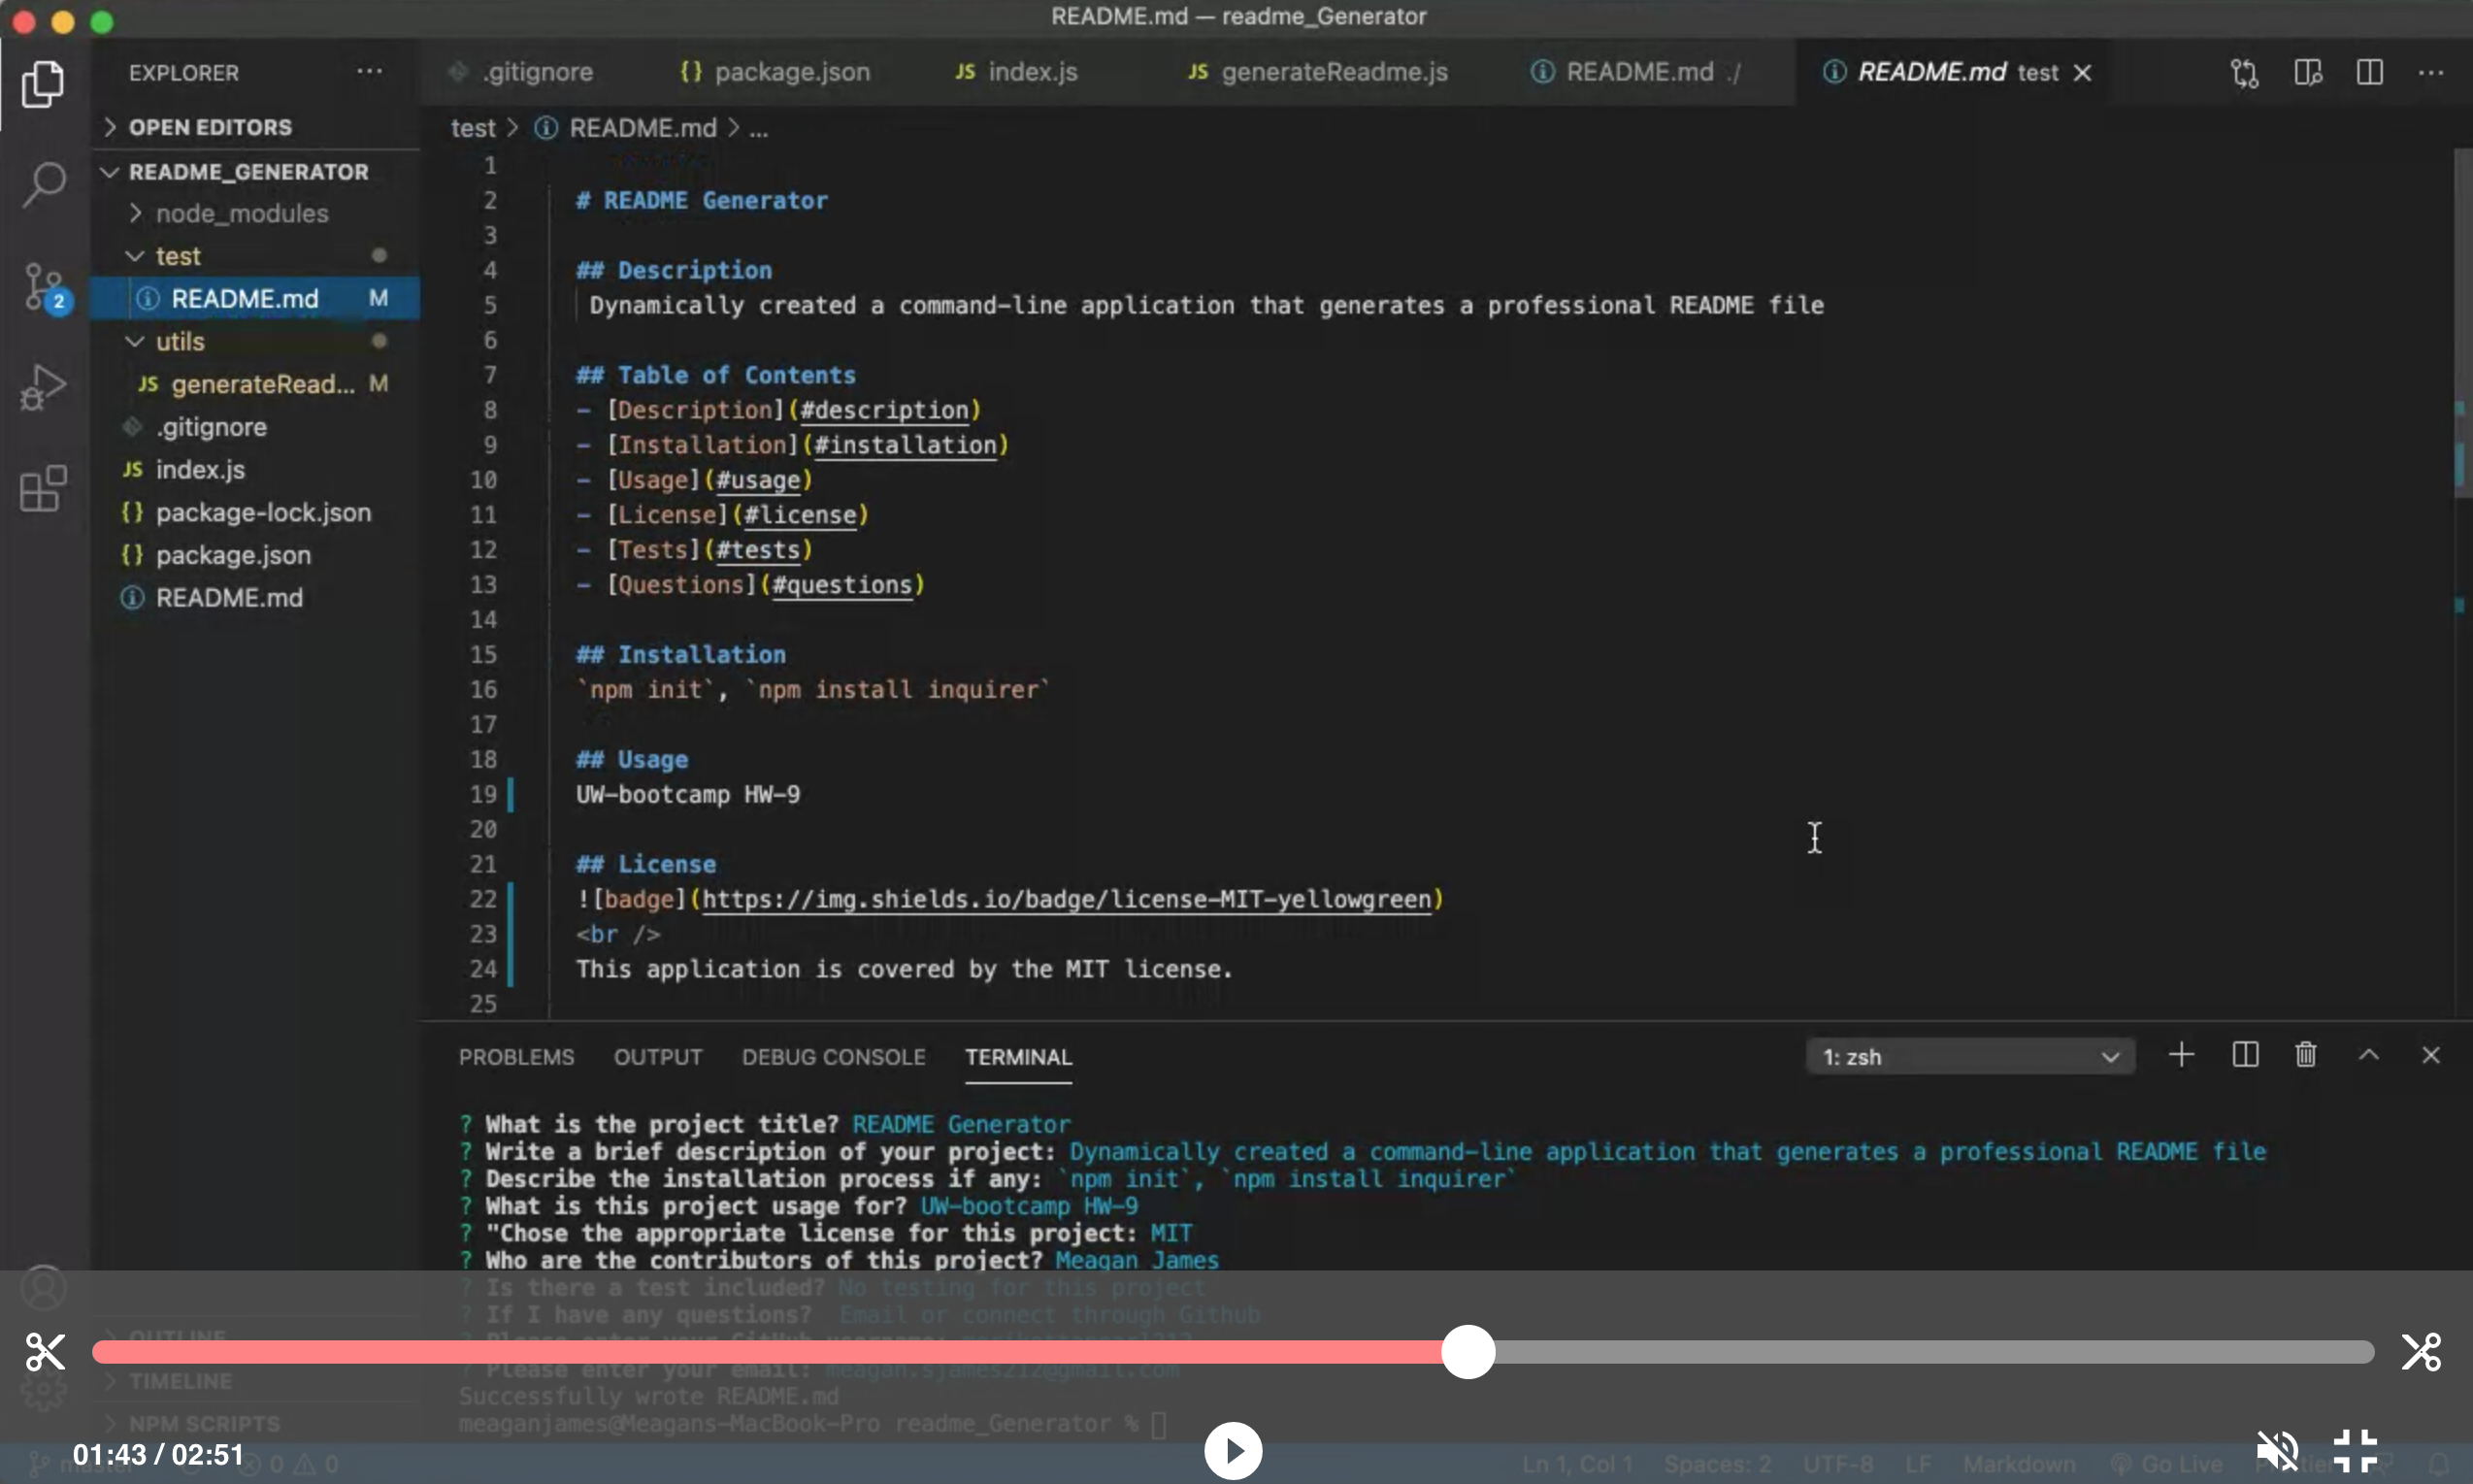 README.md — readme_Generator
EXPLORER
.gitignore
{} package.json
JS index.js
JS generateReadme.js
README.md ./
README.md test
OPEN EDITORS
README_GENERATOR
node_modules
test
README.md M
utils
JS generateRead... M
.gitignore
JS index.js
{} package-lock.json
{} package.json
README.md
2
test > README.md > ...
1
2 # README Generator
3
4 ## Description
5 Dynamically created a command-line application that generates a professional README file
6
7 ## Table of Contents
8 - [Description](#description)
9 - [Installation](#installation)
10 - [Usage](#usage)
11 - [License](#license)
12 - [Tests](#tests)
13 - [Questions](#questions)
14
15 ## Installation
16 `npm init`, `npm install inquirer`
17
18 ## Usage
19 UW-bootcamp HW-9
20
21 ## License
22 ![badge](https://img.shields.io/badge/license-MIT-yellowgreen)
23 <br />
24 This application is covered by the MIT license.
25
PROBLEMS OUTPUT DEBUG CONSOLE TERMINAL
1: zsh
? What is the project title? README Generator
? Write a brief description of your project: Dynamically created a command-line application that generates a professional README file
? Describe the installation process if any: `npm init`, `npm install inquirer`
? What is this project usage for? UW-bootcamp HW-9
? "Chose the appropriate license for this project: MIT
? Who are the contributors of this project? Meagan James
? Is there a test included? No testing for this project
? If I have any questions? Email or connect through Github
? Please enter your GitHub username:
? Please enter your email: meagan.sjames212@gmail.com
Successfully wrote README.md
meaganjames@Meagans-MacBook-Pro readme_Generator %
OUTLINE
TIMELINE
NPM SCRIPTS
01:43 / 02:51
0 0
Ln 1, Col 1 Spaces: 2 UTF-8 LF Markdown Go Live